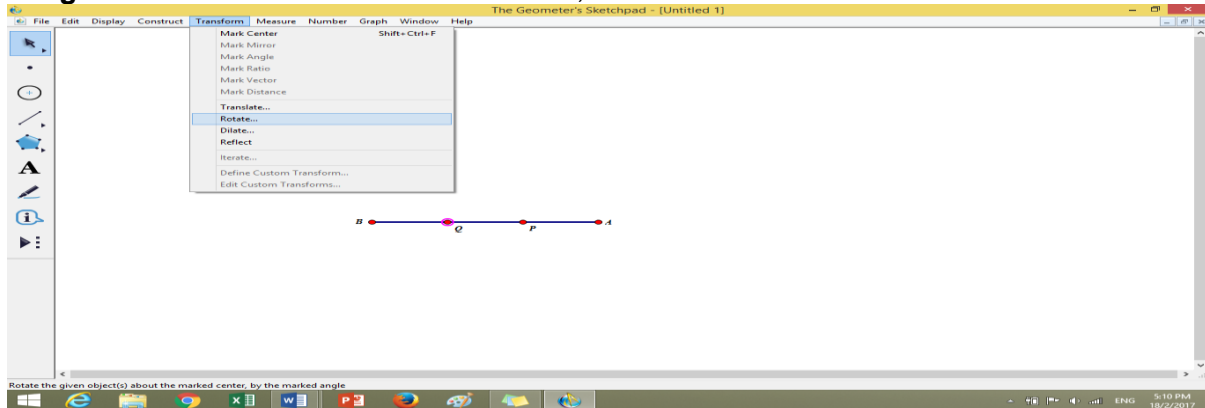 The Geometer's Sketchpad - [Untitled 1]
File Edit Display Construct Transform Measure Number Graph Window Help
Mark Center Shift+Ctrl+F
Mark Mirror
Mark Angle
Mark Ratio
Mark Vector
Mark Distance
Translate...
Rotate...
Dilate...
Reflect
Iterate...
Define Custom Transform...
Edit Custom Transforms...
A
B Q P A
Rotate the given object(s) about the marked center, by the marked angle
ENG 5:10 PM
18/2/2017